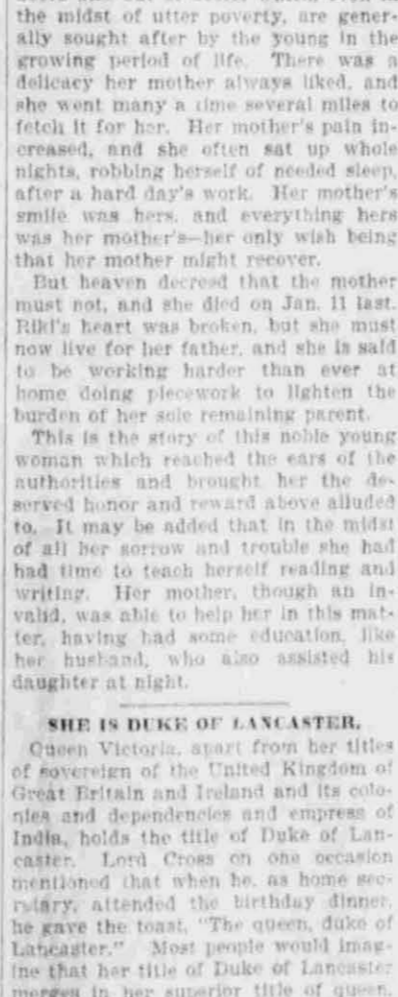 the midst of utter poverty, are gener-
ally sought after by the young in the
growing period of life. There was a
delicacy her mother always liked, and
she went many a time several miles to
fetch it for her. Her mother's pain in-
creased, and she often sat up whole
nights, robbing herself of needed sleep,
after a hard day's work. Her mother's
smile was hers, and everything hers
was her mother's—her only wish being
that her mother might recover.
But heaven decreed that the mother
must not, and she died on Jan. 11 last.
Riki's heart was broken, but she must
now live for her father, and she is said
to be working harder than ever at
home doing piecework to lighten the
burden of her sole remaining parent.
This is the story of this noble young
woman which reached the ears of the
authorities and brought her the de-
served honor and reward above alluded
to. It may be added that in the midst
of all her sorrow and trouble she had
had time to teach herself reading and
writing. Her mother, though an in-
valid, was able to help her in this mat-
ter, having had some education, like
her husband, who also assisted his
daughter at night.
SHE IS DUKE OF LANCASTER.
Queen Victoria, apart from her titles
of sovereign of the United Kingdom of
Great Britain and Ireland and its colo-
nies and dependencies and empress of
India, holds the title of Duke of Lan-
caster. Lord Cross on one occasion
mentioned that when he, as home sec-
retary, attended the birthday dinner,
he gave the toast, "The queen, duke of
Lancaster." Most people would imag-
ine that her title of Duke of Lancaster
merges in her superior title of queen,